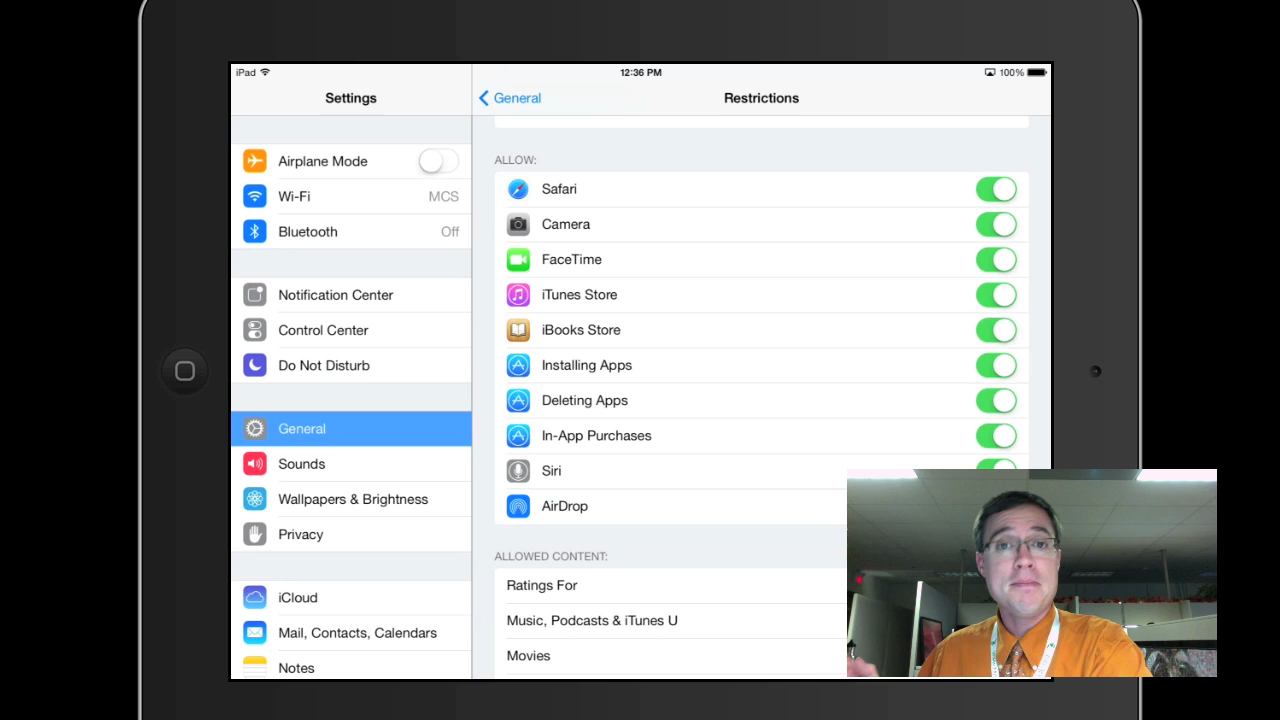 iPad 12:36 PM 100%
Settings
General Restrictions
Airplane Mode
Wi-Fi MCS
Bluetooth Off
Notification Center
Control Center
Do Not Disturb
General
Sounds
Wallpapers & Brightness
Privacy
iCloud
Mail, Contacts, Calendars
Notes
ALLOW:
Safari
Camera
FaceTime
iTunes Store
iBooks Store
Installing Apps
Deleting Apps
In-App Purchases
Siri
AirDrop
ALLOWED CONTENT:
Ratings For
Music, Podcasts & iTunes U
Movies